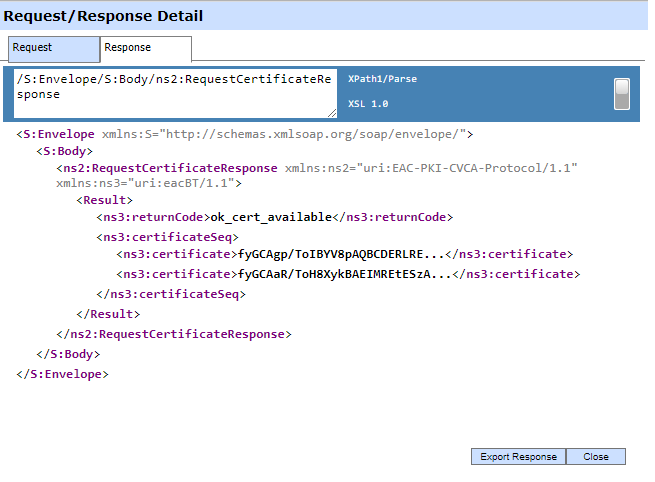 Request/Response Detail
Request
Response
/S:Envelope/S:Body/ns2:RequestCertificateRe
sponse
XPath1/Parse
XSL 1.0
<S:Envelope xmlns:S="http://schemas.xmlsoap.org/soap/envelope/">
<S:Body>
<ns2:RequestCertificateResponse xmlns:ns2="uri:EAC-PKI-CVCA-Protocol/1.1"
xmlns:ns3="uri:eacBT/1.1">
<Result>
<ns3:returnCode>ok_cert_available</ns3:returnCode>
<ns3:certificateSeq>
<ns3:certificate>fyGCAgp/ToIBYV8pAQBCDERLRE...</ns3:certificate>
<ns3:certificate>fyGCAaR/ToH8XykBAEIMREtESzA...</ns3:certificate>
</ns3:certificateSeq>
</Result>
</ns2:RequestCertificateResponse>
</S:Body>
</S:Envelope>
Export Response
Close